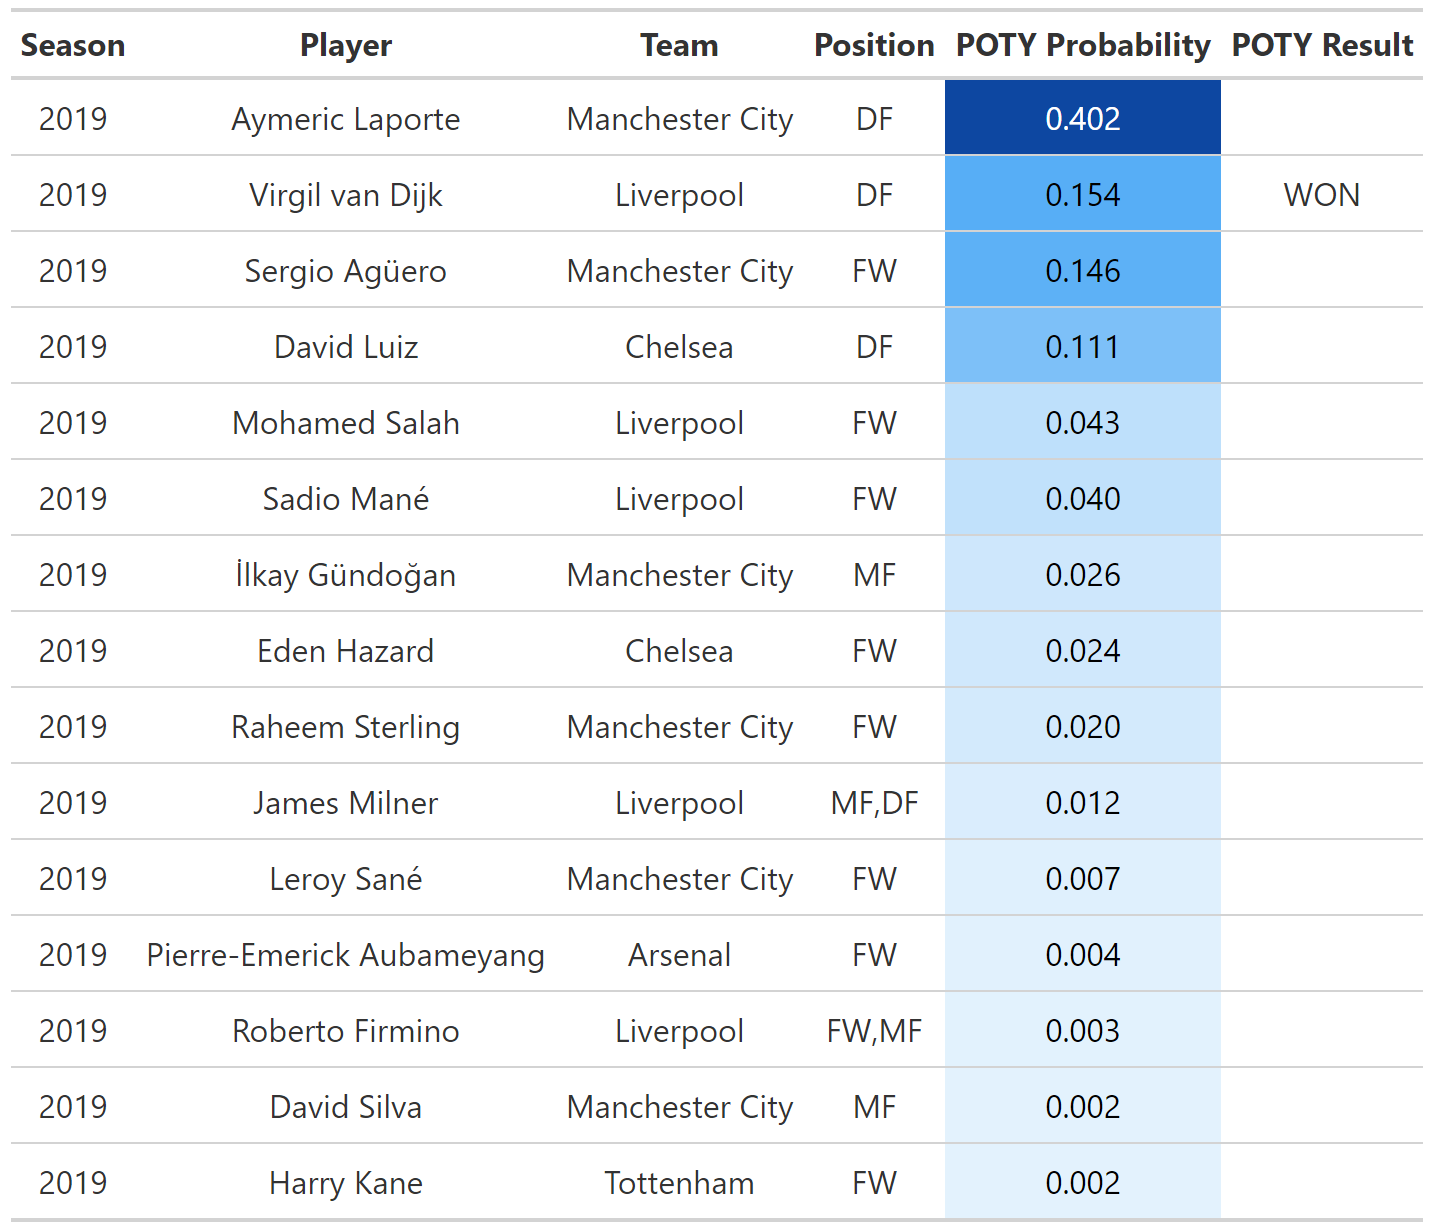 Season Player Team Position POTY Probability POTY Result
2019 Aymeric Laporte Manchester City DF 0.402
2019 Virgil van Dijk Liverpool DF 0.154 WON
2019 Sergio Agüero Manchester City FW 0.146
2019 David Luiz Chelsea DF 0.111
2019 Mohamed Salah Liverpool FW 0.043
2019 Sadio Mané Liverpool FW 0.040
2019 İlkay Gündoğan Manchester City MF 0.026
2019 Eden Hazard Chelsea FW 0.024
2019 Raheem Sterling Manchester City FW 0.020
2019 James Milner Liverpool MF,DF 0.012
2019 Leroy Sané Manchester City FW 0.007
2019 Pierre-Emerick Aubameyang Arsenal FW 0.004
2019 Roberto Firmino Liverpool FW,MF 0.003
2019 David Silva Manchester City MF 0.002
2019 Harry Kane Tottenham FW 0.002